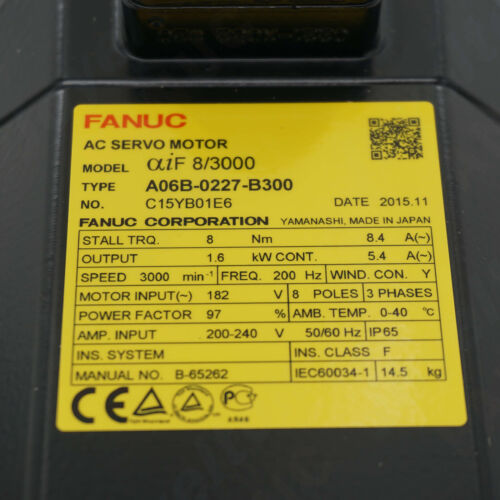 FANUC
AC SERVO MOTOR
MODEL αiF 8/3000
TYPE A06B-0227-B300
NO. C15YB01E6 DATE 2015.11
FANUC CORPORATION YAMANASHI, MADE IN JAPAN
STALL TRQ. 8 Nm 8.4 A(~)
OUTPUT 1.6 kW CONT. 5.4 A(~)
SPEED 3000 min⁻¹ FREQ. 200 Hz WIND. CON. Y
MOTOR INPUT(~) 182 V 8 POLES 3 PHASES
POWER FACTOR 97 % AMB. TEMP. 0-40 ℃
AMP. INPUT 200-240 V 50/60 Hz IP65
INS. SYSTEM INS. CLASS F
MANUAL NO. B-65262 IEC60034-1 14.5 kg
CE